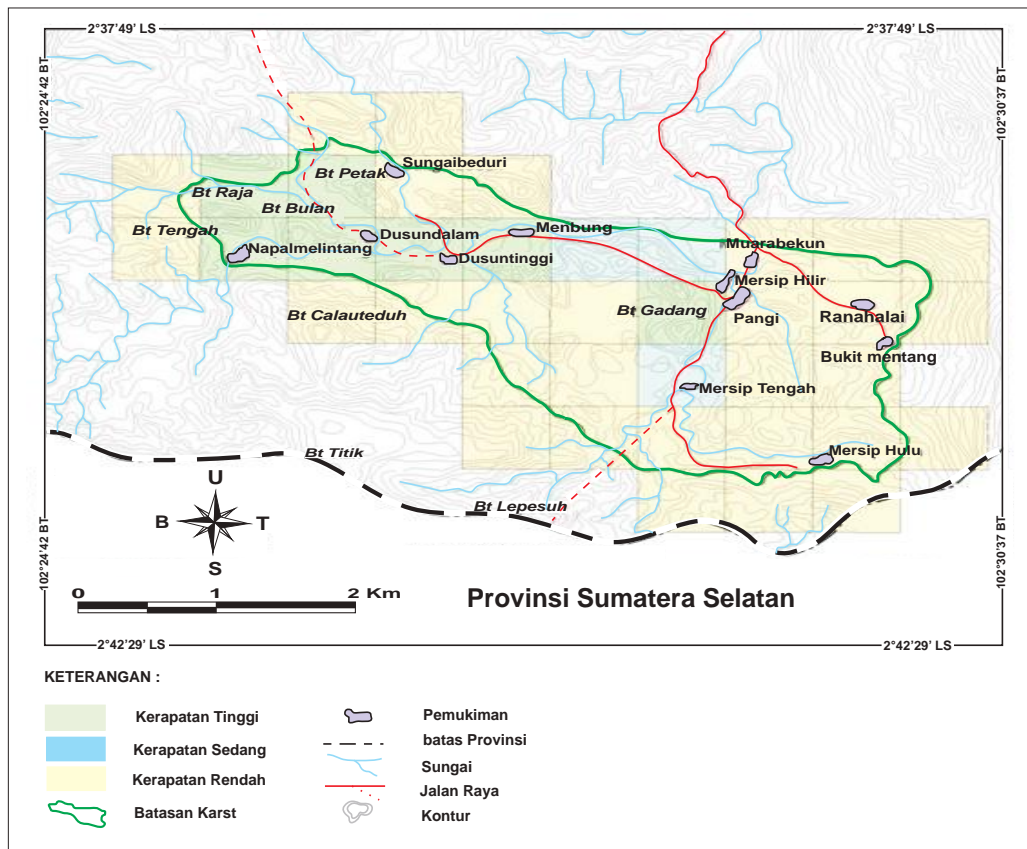 2°37'49' LS
2°37'49' LS
102°24'42 BT
102°30'37 BT
Sungaibeduri
Bt Petak
Bt Raja
Bt Bulan
Bt Tengah
Dusundalam
Menbung
Napalmelintang
Dusuntinggi
Muarabekun
Mersip Hilir
Bt Gadang
Pangi
Ranahalai
Bt Calauteduh
Bukit mentang
Mersip Tengah
Bt Titik
Mersip Hulu
Bt Lepesuh
U
B
T
S
102°24'42 BT
102°30'37 BT
0 1 2 Km
Provinsi Sumatera Selatan
2°42'29' LS
2°42'29' LS
KETERANGAN :
Kerapatan Tinggi
Kerapatan Sedang
Kerapatan Rendah
Batasan Karst
Pemukiman
batas Provinsi
Sungai
Jalan Raya
Kontur